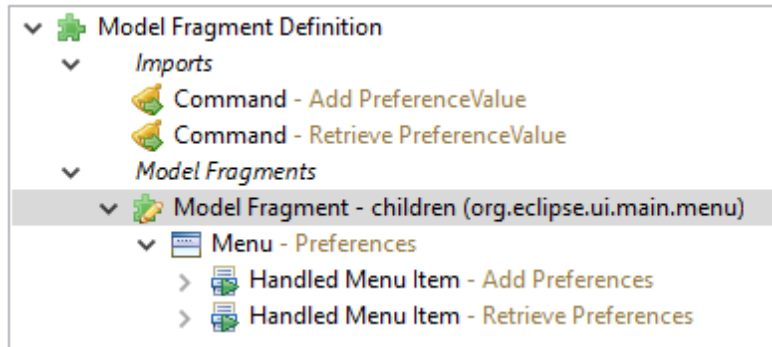 Model Fragment Definition
Imports
Command - Add PreferenceValue
Command - Retrieve PreferenceValue
Model Fragments
Model Fragment - children (org.eclipse.ui.main.menu)
Menu - Preferences
Handled Menu Item - Add Preferences
Handled Menu Item - Retrieve Preferences